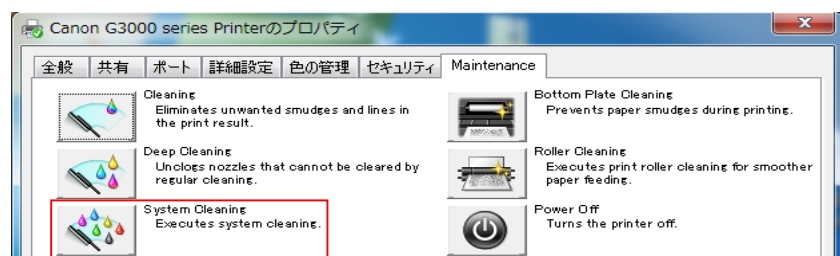 Canon G3000 series Printerのプロパティ
全般 共有 ポート 詳細設定 色の管理 セキュリティ Maintenance
Cleaning
Eliminates unwanted smudges and lines in
the print result.
Bottom Plate Cleaning
Prevents paper smudges during printing.
Deep Cleaning
Unclogs nozzles that cannot be cleared by
regular cleaning.
Roller Cleaning
Executes print roller cleaning for smoother
paper feeding.
System Cleaning
Executes system cleaning.
Power Off
Turns the printer off.